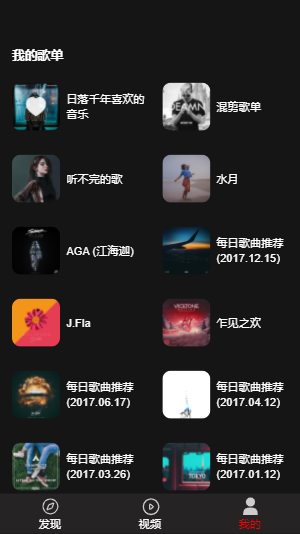 我的歌单
日落千年喜欢的
音乐
混剪歌单
听不完的歌
水月
AGA (江海迦)
每日歌曲推荐
(2017.12.15)
J.Fla
乍见之欢
每日歌曲推荐
(2017.06.17)
每日歌曲推荐
(2017.04.12)
每日歌曲推荐
(2017.03.26)
TOKYO
每日歌曲推荐
(2017.01.12)
发现
视频
我的